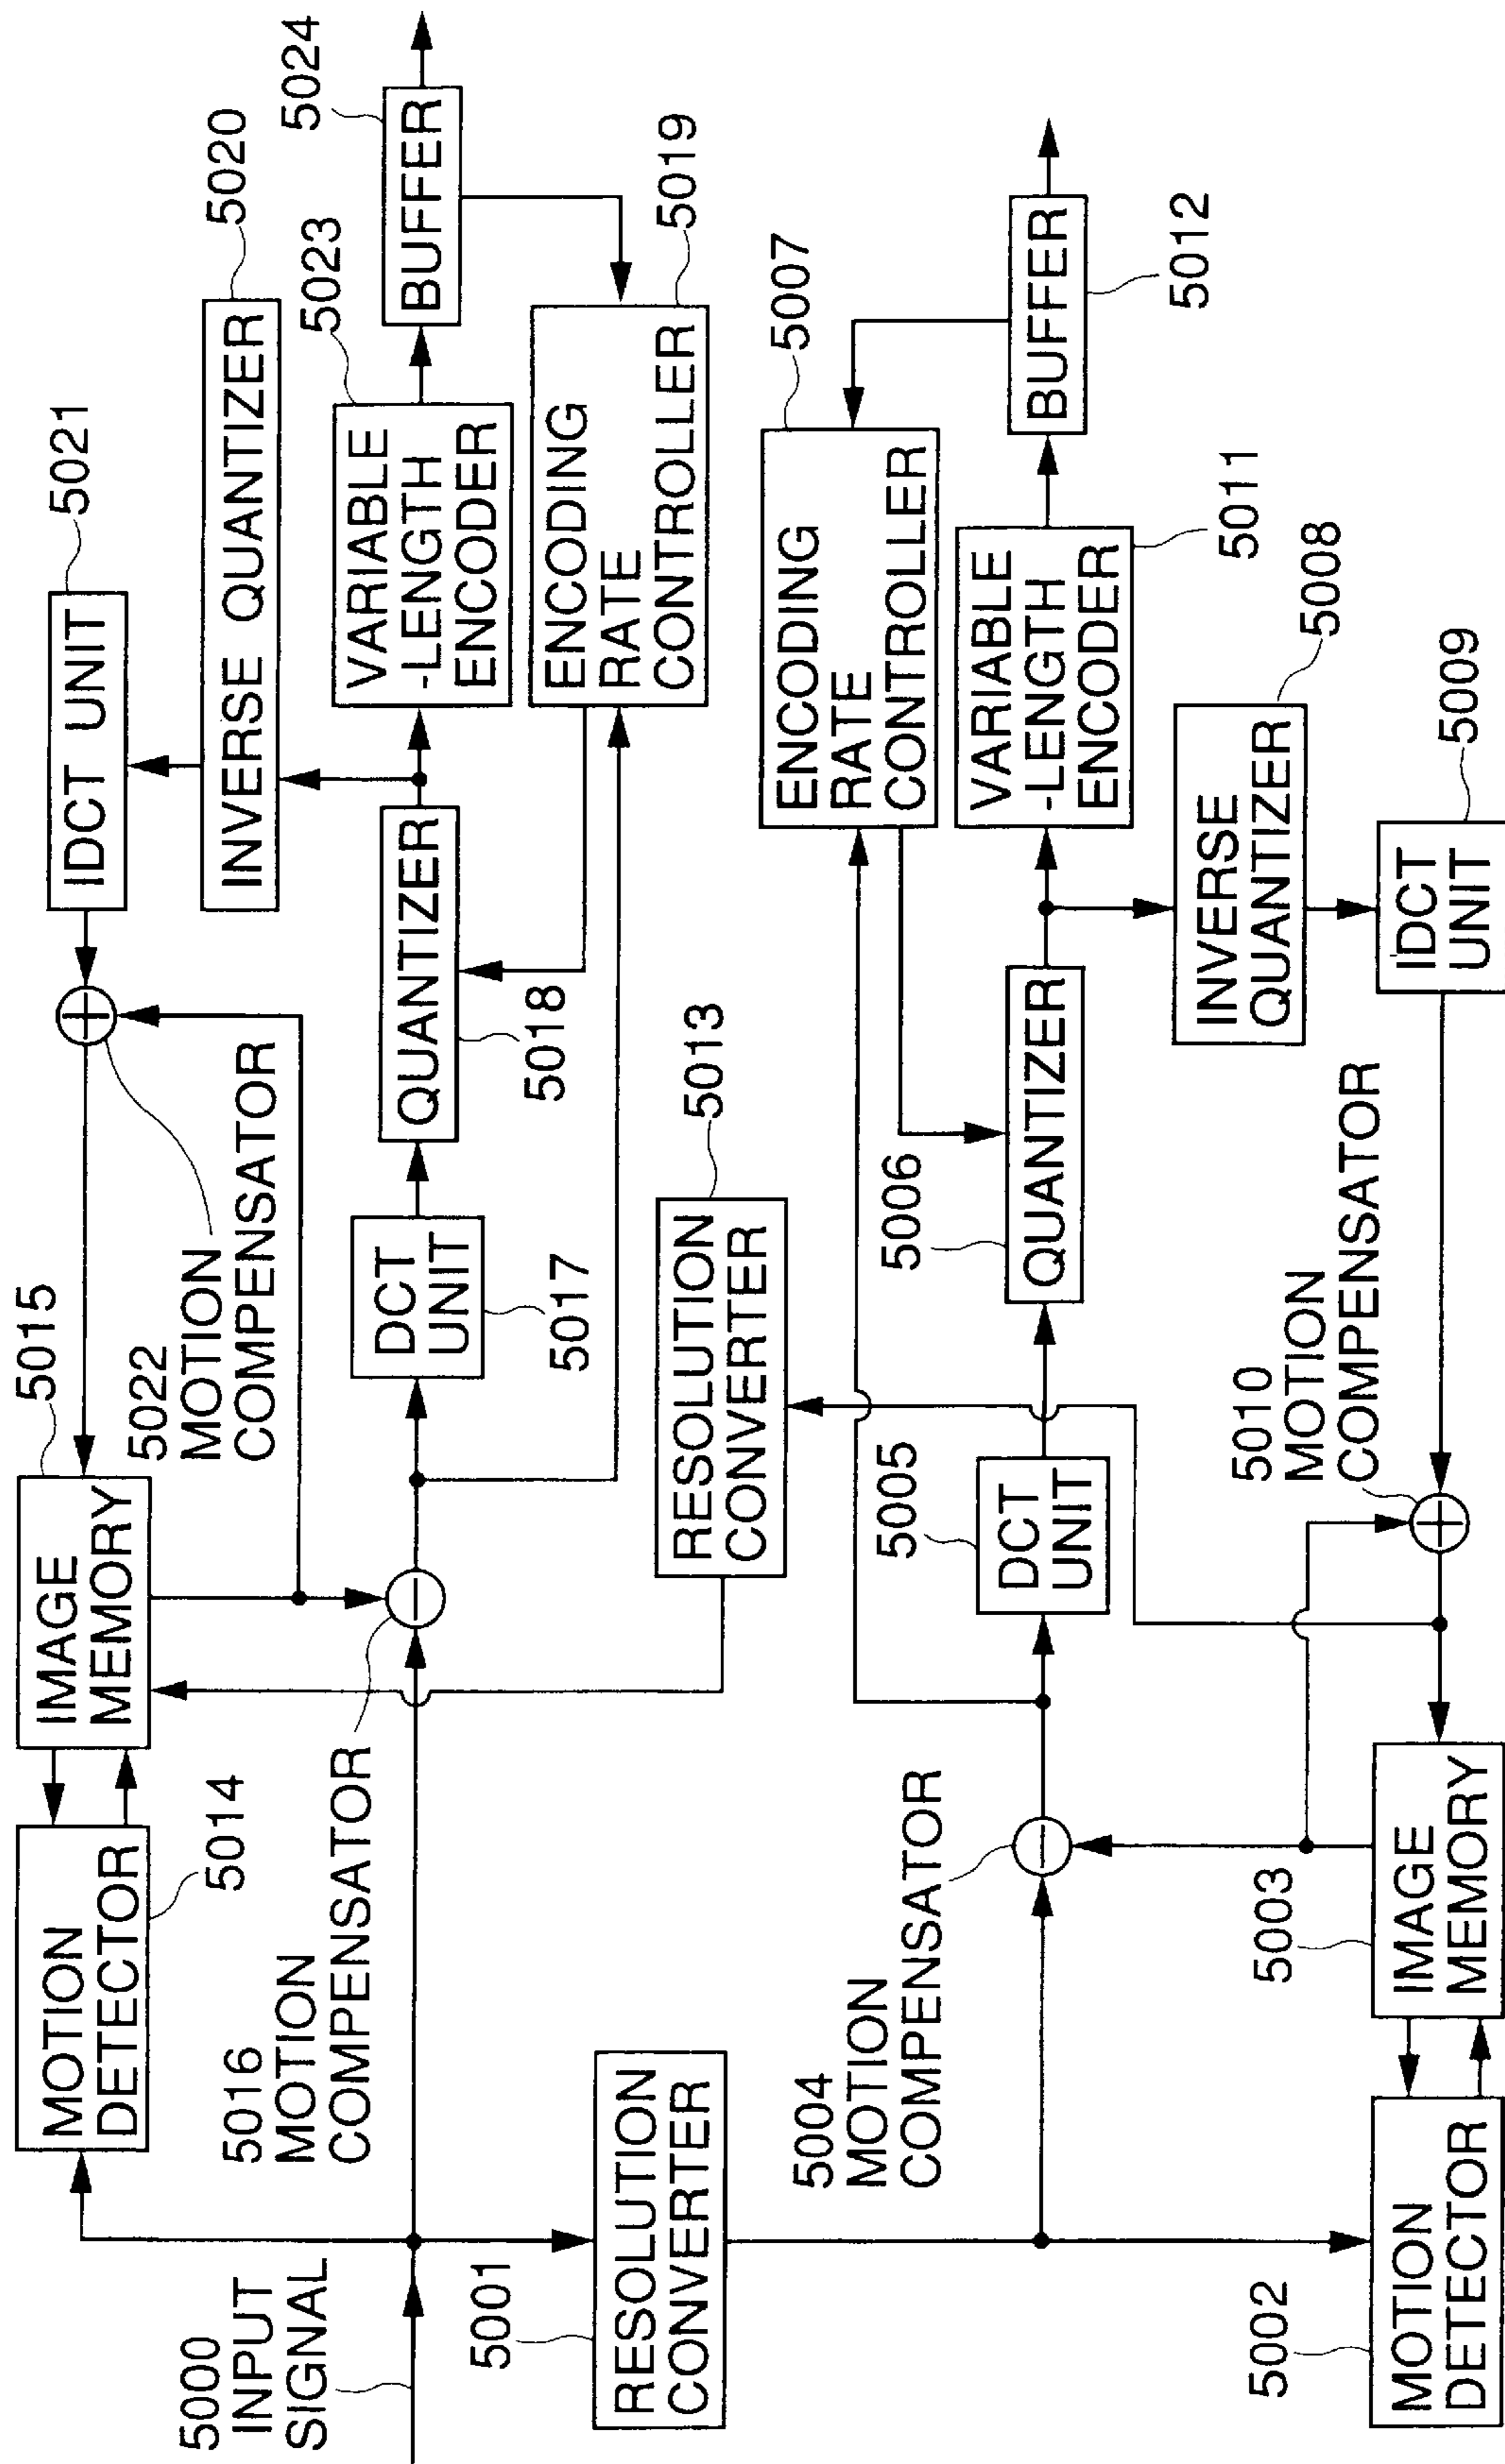 5000
INPUT
SIGNAL
MOTION
DETECTOR
5014
IMAGE
MEMORY
5015
5022
MOTION
COMPENSATOR
IDCT UNIT
5021
INVERSE QUANTIZER
5020
5016
MOTION
COMPENSATOR
DCT
UNIT
5017
QUANTIZER
5018
VARIABLE
-LENGTH
ENCODER
5023
BUFFER
5024
ENCODING
RATE
CONTROLLER
5019
5001
RESOLUTION
CONVERTER
RESOLUTION
CONVERTER
5013
ENCODING
RATE
CONTROLLER
5007
5004
MOTION
COMPENSATOR
5005
DCT
UNIT
5006
QUANTIZER
VARIABLE
-LENGTH
ENCODER
5011
BUFFER
5012
INVERSE
QUANTIZER
5008
5002
MOTION
DETECTOR
5003
IMAGE
MEMORY
5010
MOTION
COMPENSATOR
IDCT
UNIT
5009